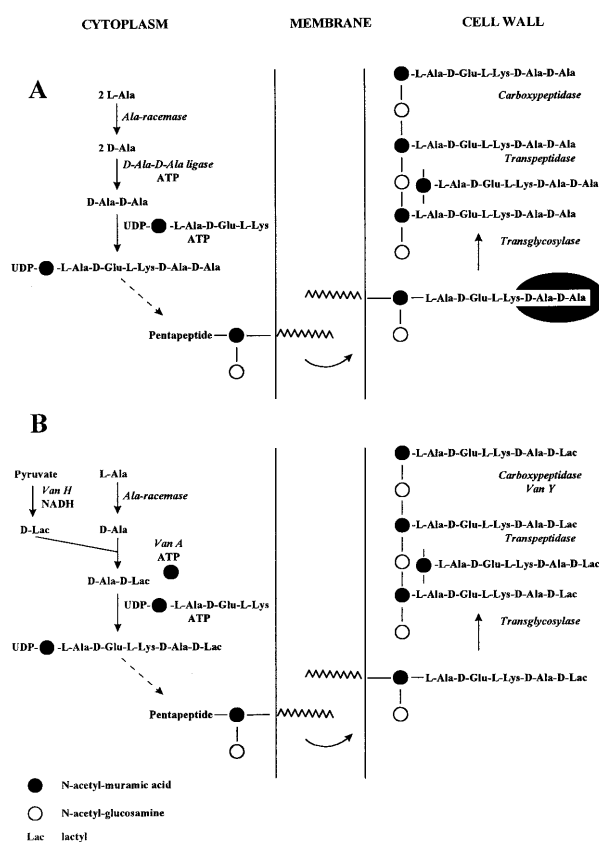 CYTOPLASM MEMBRANE CELL WALL
A
2 L-Ala
Ala-racemase
2 D-Ala
D-Ala-D-Ala ligase
ATP
D-Ala-D-Ala
UDP- -L-Ala-D-Glu-L-Lys
ATP
UDP- -L-Ala-D-Glu-L-Lys-D-Ala-D-Ala
Pentapeptide
-L-Ala-D-Glu-L-Lys-D-Ala-D-Ala
Carboxypeptidase
-L-Ala-D-Glu-L-Lys-D-Ala-D-Ala
Transpeptidase
-L-Ala-D-Glu-L-Lys-D-Ala-D-Ala
-L-Ala-D-Glu-L-Lys-D-Ala-D-Ala
Transglycosylase
L-Ala-D-Glu-L-Lys-D-Ala-D-Ala
B
Pyruvate L-Ala
Van H
NADH
Ala-racemase
D-Lac D-Ala
Van A
ATP
D-Ala-D-Lac
UDP- -L-Ala-D-Glu-L-Lys
ATP
UDP- -L-Ala-D-Glu-L-Lys-D-Ala-D-Lac
Pentapeptide
-L-Ala-D-Glu-L-Lys-D-Ala-D-Lac
Carboxypeptidase
Van Y
-L-Ala-D-Glu-L-Lys-D-Ala-D-Lac
Transpeptidase
-L-Ala-D-Glu-L-Lys-D-Ala-D-Lac
-L-Ala-D-Glu-L-Lys-D-Ala-D-Lac
Transglycosylase
L-Ala-D-Glu-L-Lys-D-Ala-D-Lac
N-acetyl-muramic acid
N-acetyl-glucosamine
Lac lactyl